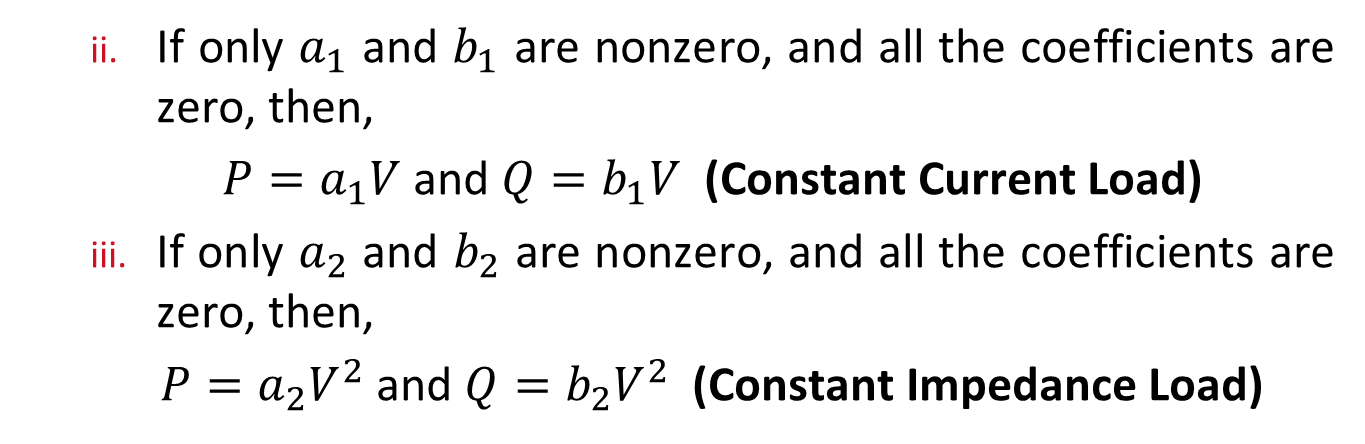 ii. If only a₁ and b₁ are nonzero, and all the coefficients are
zero, then,
P = a₁V and Q = b₁V (Constant Current Load)
iii. If only a₂ and b₂ are nonzero, and all the coefficients are
zero, then,
P = a₂V² and Q = b₂V² (Constant Impedance Load)